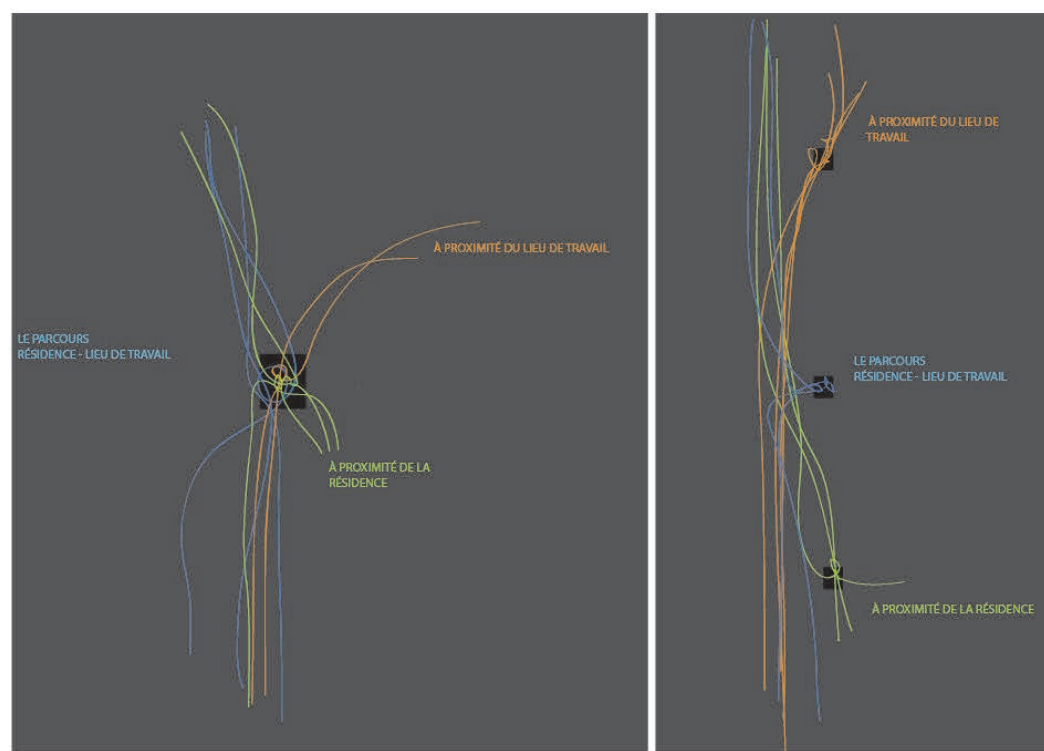 À PROXIMITÉ DU LIEU DE TRAVAIL
LE PARCOURS
RÉSIDENCE - LIEU DE TRAVAIL
À PROXIMITÉ DE LA
RÉSIDENCE
À PROXIMITÉ DU LIEU DE
TRAVAIL
LE PARCOURS
RÉSIDENCE - LIEU DE TRAVAIL
À PROXIMITÉ DE LA RÉSIDENCE